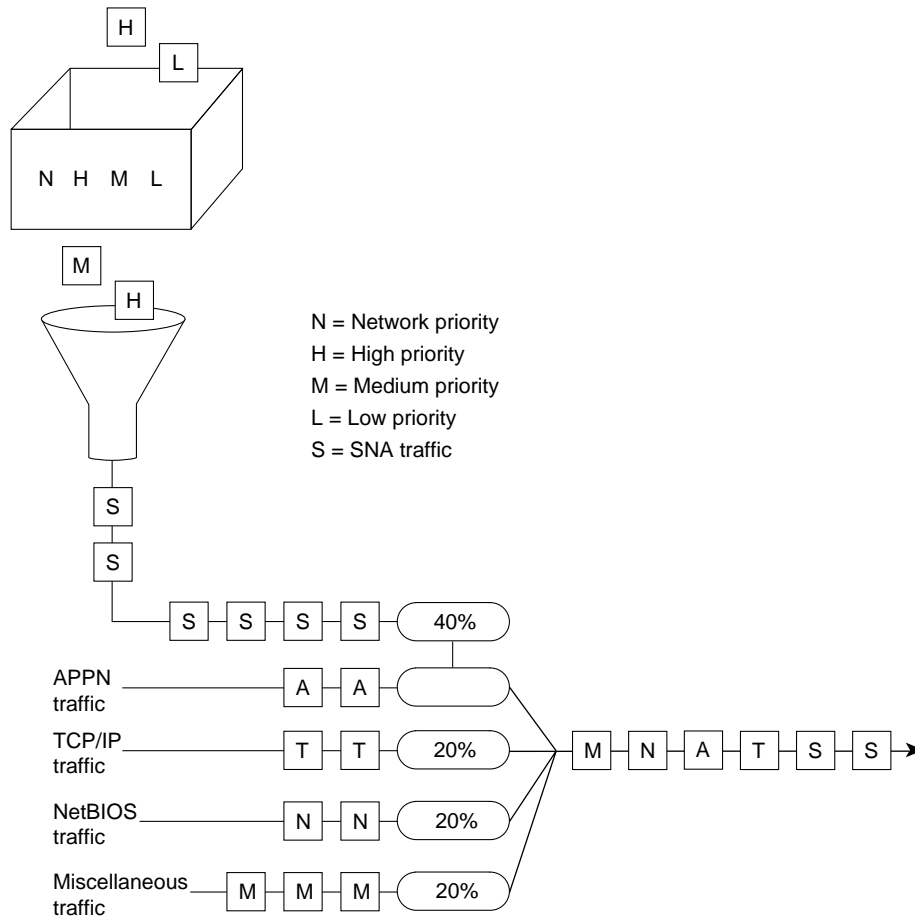 H
L
N H M L
M
H
N = Network priority
H = High priority
M = Medium priority
L = Low priority
S = SNA traffic
S
S
S S S S 40%
APPN
traffic
A A
TCP/IP
traffic
T T 20%
M N A T S S
NetBIOS
traffic
N N 20%
Miscellaneous
traffic
M M M 20%